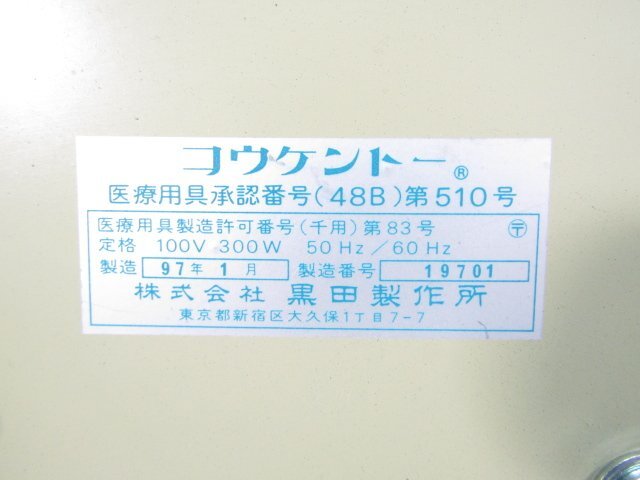 コウケントー®
医療用具承認番号(48B)第510号
医療用具製造許可番号(千用)第83号 〶
定格 100V 300W 50Hz/60Hz
製造 97年1月 製造番号 19701
株式会社 黒田製作所
東京都新宿区大久保1丁目7-7